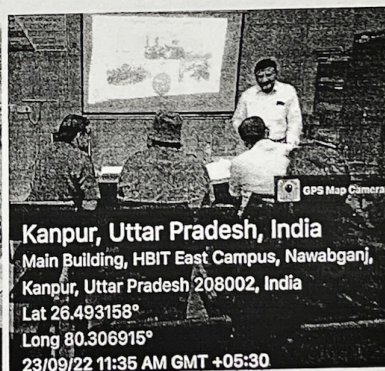 GPS Map Camera
Kanpur, Uttar Pradesh, India
Main Building, HBIT East Campus, Nawabganj,
Kanpur, Uttar Pradesh 208002, India
Lat 26.493158°
Long 80.306915°
23/09/22 11:35 AM GMT +05:30